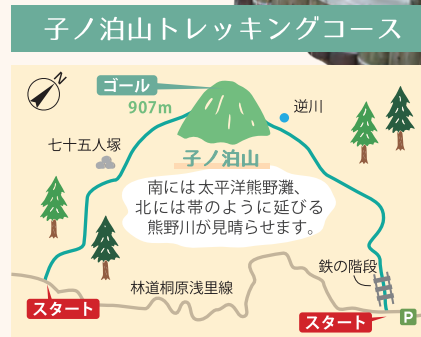 子ノ泊山トレッキングコース
N
ゴール
907m
逆川
七十五人塚
子ノ泊山
南には太平洋熊野灘、
北には帯のように延びる
熊野川が見晴らせます。
鉄の階段
林道桐原浅里線
スタート
スタート
P